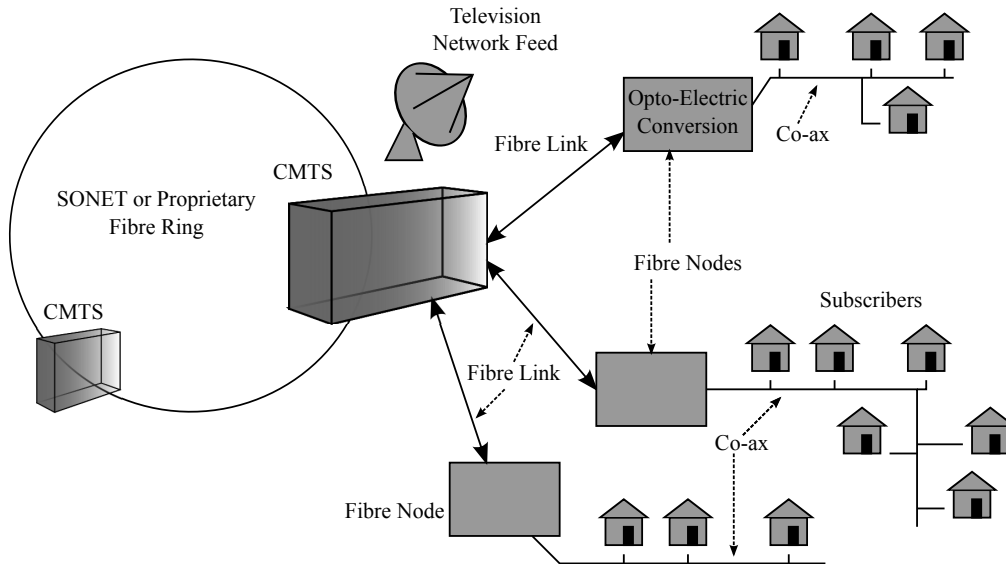 Television
Network Feed
Opto-Electric
Conversion
Co-ax
Fibre Link
CMTS
SONET or Proprietary
Fibre Ring
Fibre Nodes
Subscribers
CMTS
Fibre Link
Co-ax
Fibre Node